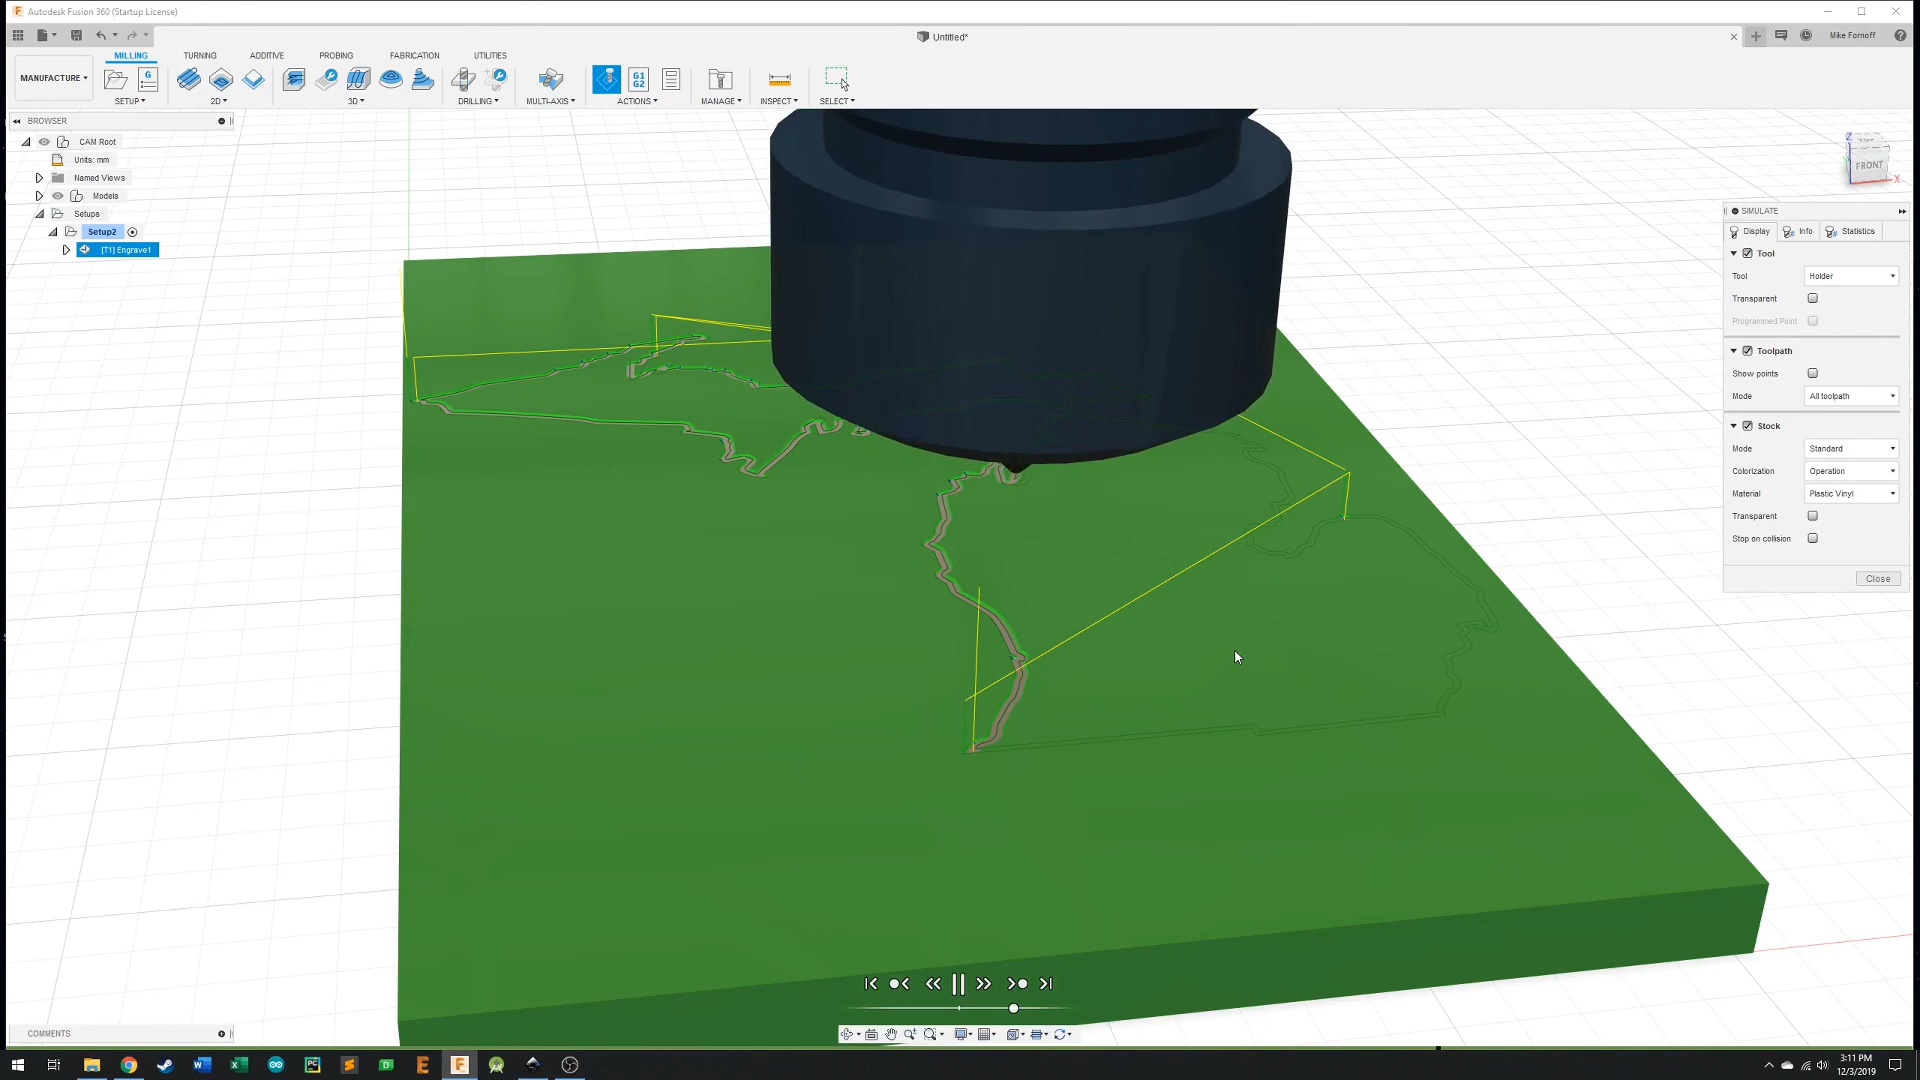 Autodesk Fusion 360 (Startup License)
Untitled*
Mike Fornoff
MANUFACTURE
MILLING TURNING ADDITIVE PROBING FABRICATION UTILITIES
G
G1
G2
SETUP 2D 3D DRILLING MULTI-AXIS ACTIONS MANAGE INSPECT SELECT
BROWSER
CAM Root
Units: mm
Named Views
Models
Setups
Setup2
[T1] Engrave1
TOP
FRONT
Z
X
SIMULATE
Display Info Statistics
Tool
Tool Holder
Transparent
Programmed Point
Toolpath
Show points
Mode All toolpath
Stock
Mode Standard
Colorization Operation
Material Plastic Vinyl
Transparent
Stop on collision
Close
COMMENTS
3:11 PM
12/3/2019